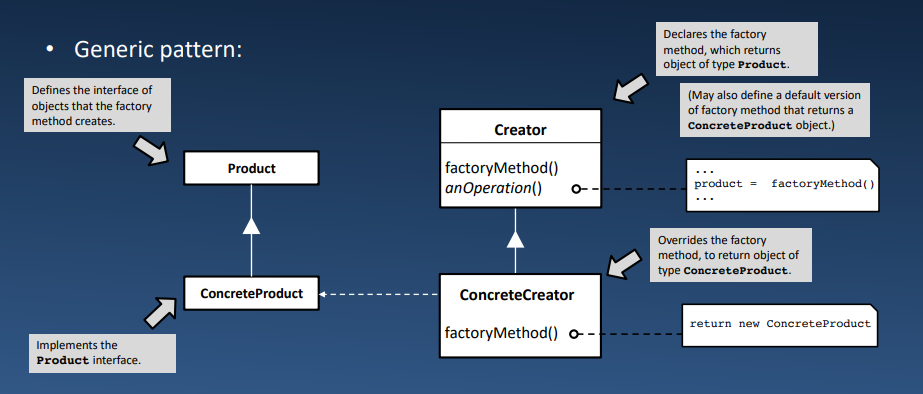 • Generic pattern:
Declares the factory
method, which returns
object of type Product.
Defines the interface of
objects that the factory
method creates.
(May also define a default version
of factory method that returns a
ConcreteProduct object.)
Creator
factoryMethod()
anOperation()
Product
...
product =  factoryMethod()
...
Overrides the factory
method, to return object of
type ConcreteProduct.
ConcreteProduct
ConcreteCreator
factoryMethod()
return new ConcreteProduct
Implements the
Product interface.